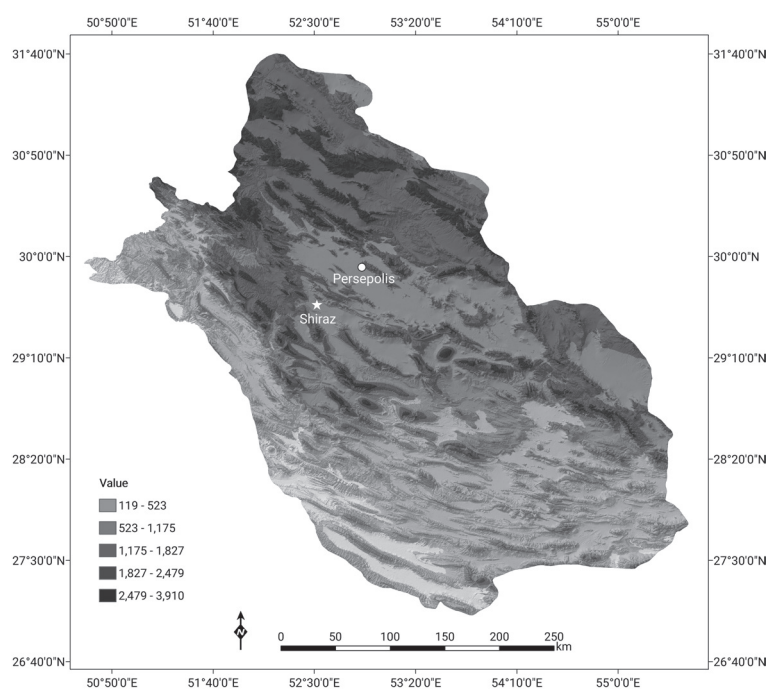 50°50'0"E 51°40'0"E 52°30'0"E 53°20'0"E 54°10'0"E 55°0'0"E
31°40'0"N 31°40'0"N
30°50'0"N 30°50'0"N
30°0'0"N 30°0'0"N
Persepolis
Shiraz
29°10'0"N 29°10'0"N
28°20'0"N 28°20'0"N
Value
119 - 523
523 - 1,175
1,175 - 1,827
1,827 - 2,479
2,479 - 3,910
27°30'0"N 27°30'0"N
N
0 50 100 150 200 250
km
26°40'0"N 26°40'0"N
50°50'0"E 51°40'0"E 52°30'0"E 53°20'0"E 54°10'0"E 55°0'0"E